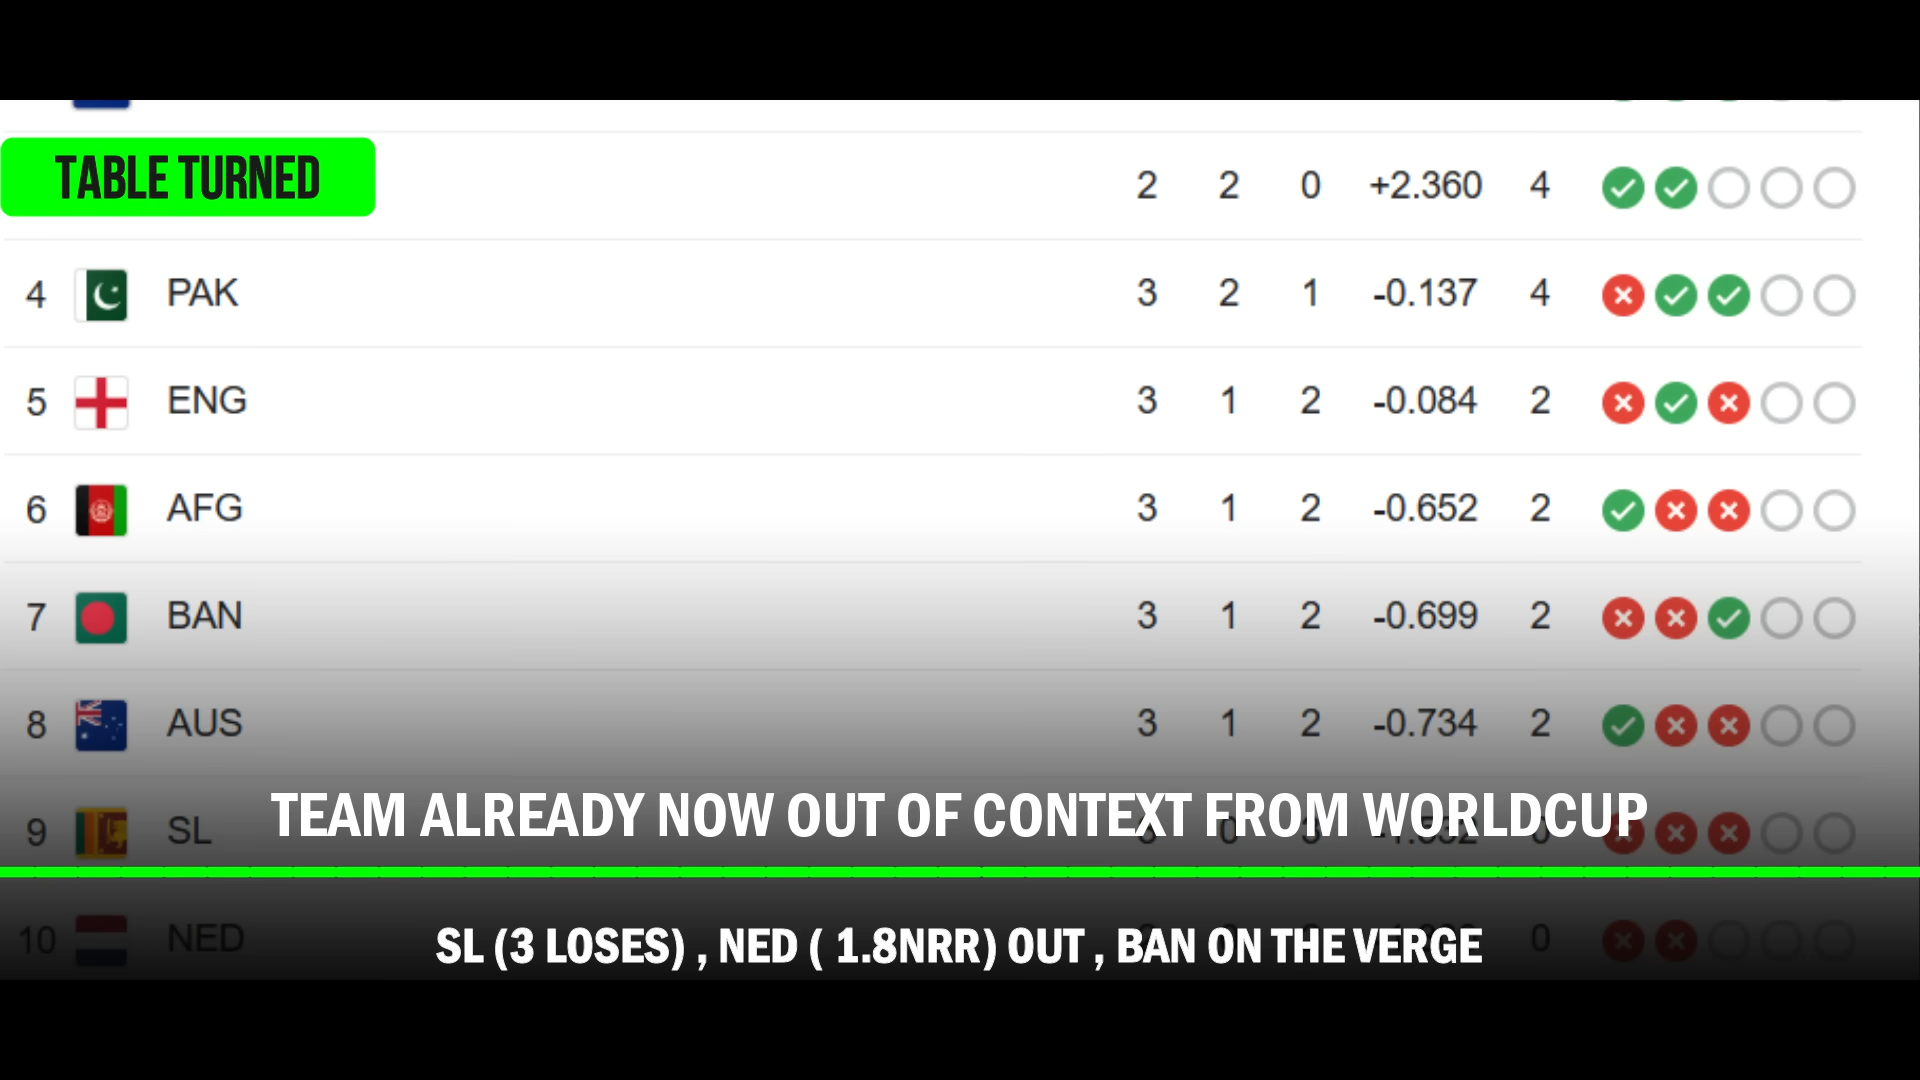 TABLE TURNED
2 2 0 +2.360 4
4 PAK 3 2 1 -0.137 4
5 ENG 3 1 2 -0.084 2
6 AFG 3 1 2 -0.652 2
7 BAN 3 1 2 -0.699 2
8 AUS 3 1 2 -0.734 2
TEAM ALREADY NOW OUT OF CONTEXT FROM WORLDCUP
9 SL 0 3 0
10 NED 0
SL (3 LOSES) , NED ( 1.8NRR) OUT , BAN ON THE VERGE